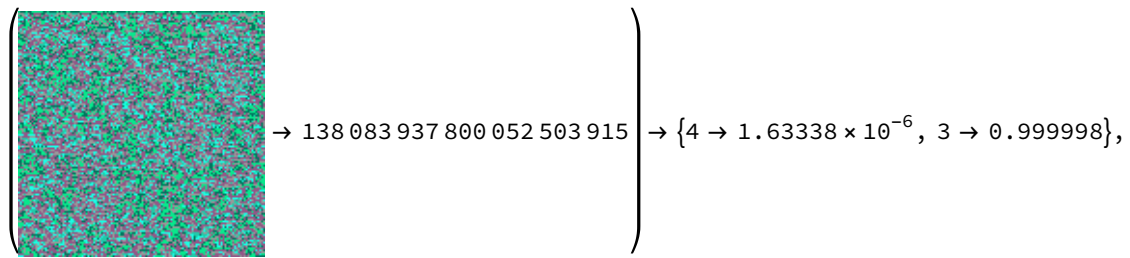 ( → 138 083 937 800 052 503 915 ) → {4 → 1.63338 × 10⁻⁶, 3 → 0.999998},